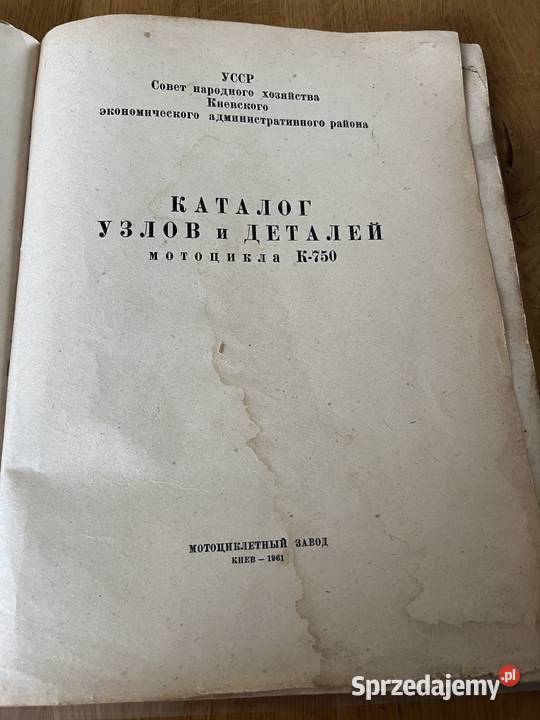 УССР
Совет народного хозяйства
Киевского
экономического административного района
КАТАЛОГ
УЗЛОВ и ДЕТАЛЕЙ
мотоцикла К-750
МОТОЦИКЛЕТНЫЙ ЗАВОД
КИЕВ — 1961
Sprzedajemy.pl